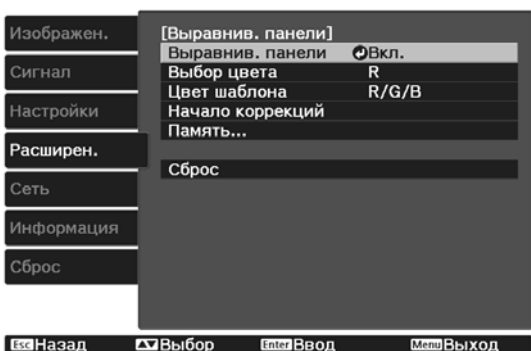 Изображен.
Сигнал
Настройки
Расширен.
Сеть
Информация
Сброс
[Выравнив. панели]
Выравнив. панели Вкл.
Выбор цвета R
Цвет шаблона R/G/B
Начало коррекций
Память...
Сброс
Esc Назад Выбор Enter Ввод Menu Выход